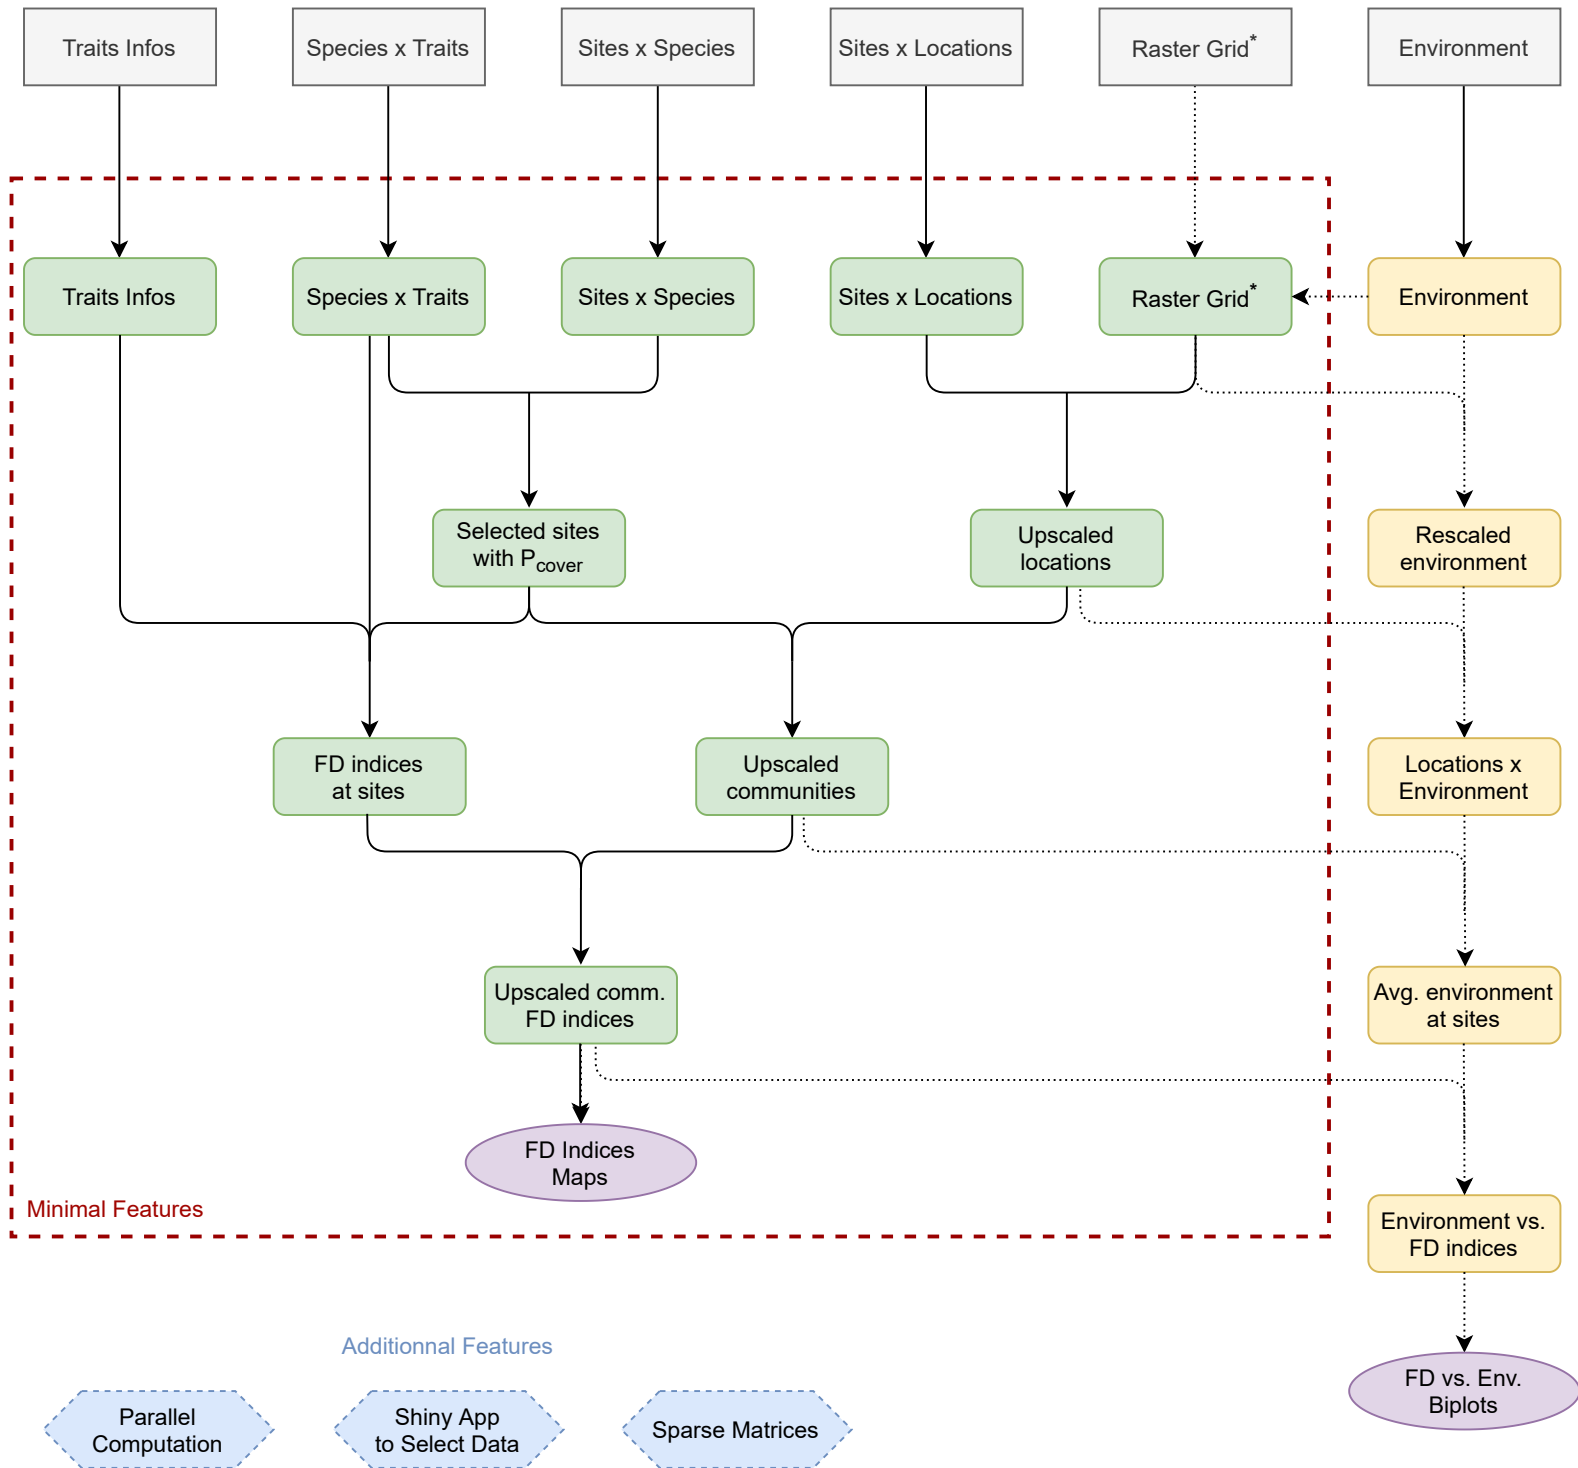 Traits Infos
Species x Traits
Sites x Species
Sites x Locations
Raster Grid*
Environment
Traits Infos
Species x Traits
Sites x Species
Sites x Locations
Raster Grid*
Environment
Selected sites
with Pcover
Upscaled
locations
Rescaled
environment
FD indices
at sites
Upscaled
communities
Locations x
Environment
Upscaled comm.
FD indices
Avg. environment
at sites
FD Indices
Maps
Minimal Features
Environment vs.
FD indices
Additionnal Features
FD vs. Env.
Biplots
Parallel
Computation
Shiny App
to Select Data
Sparse Matrices